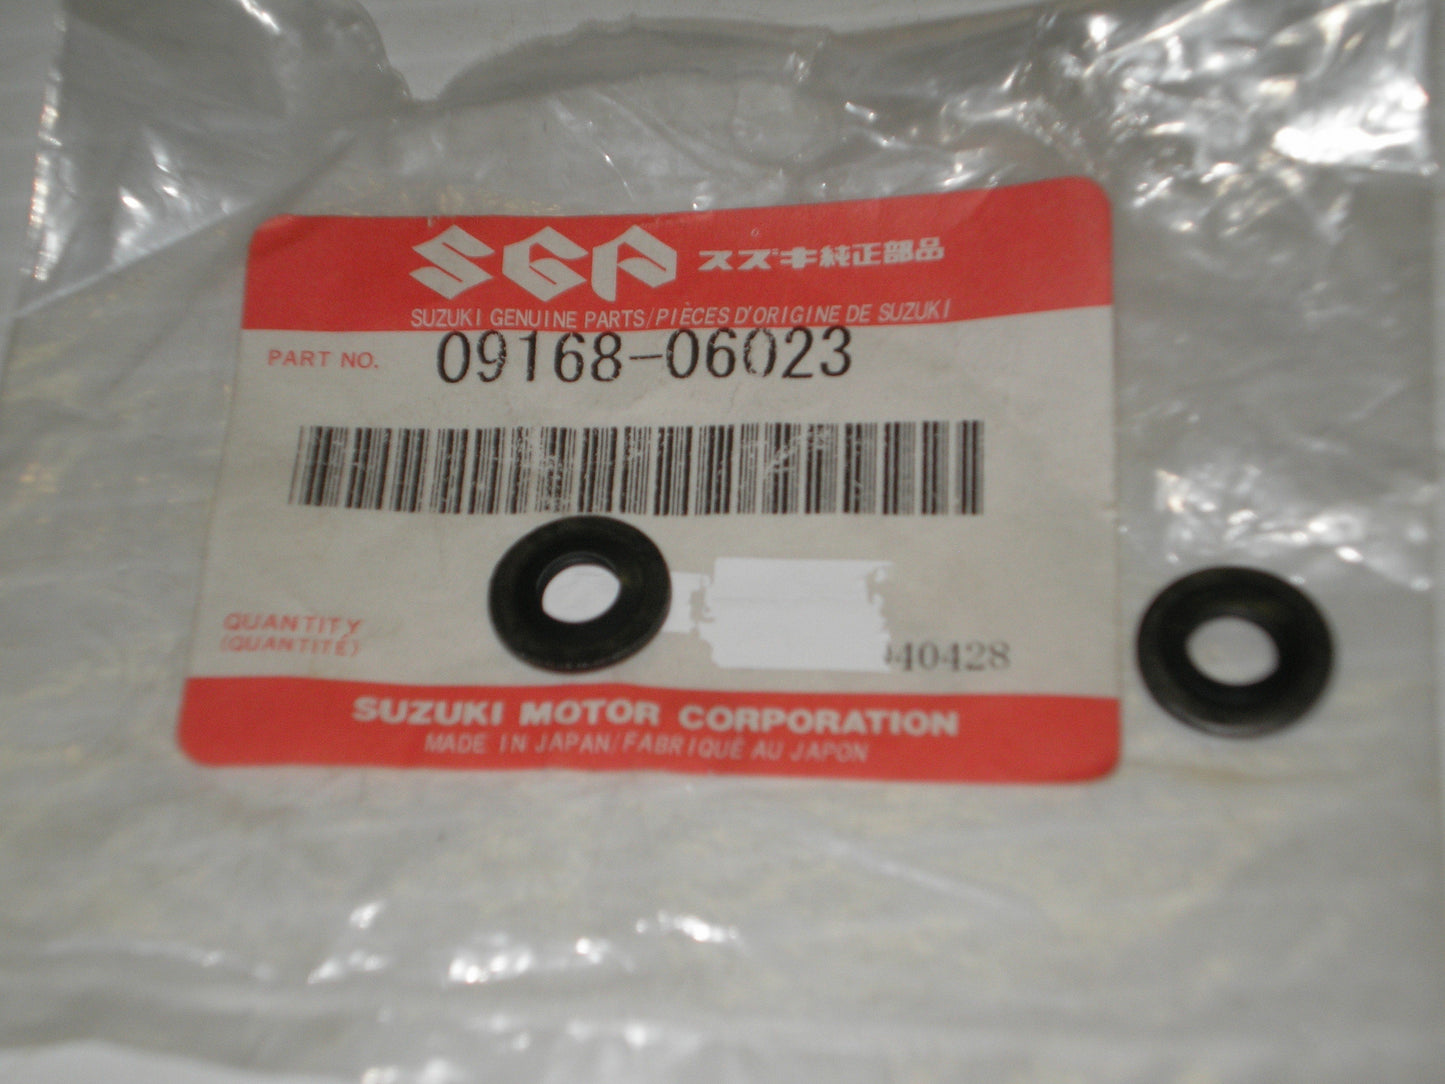 SGP スズキ純正部品
SUZUKI GENUINE PARTS/PIÈCES D'ORIGINE DE SUZUKI
PART NO. 09168-06023
QUANTITY
(QUANTITÉ)
40428
SUZUKI MOTOR CORPORATION
MADE IN JAPAN/FABRIQUÉ AU JAPON